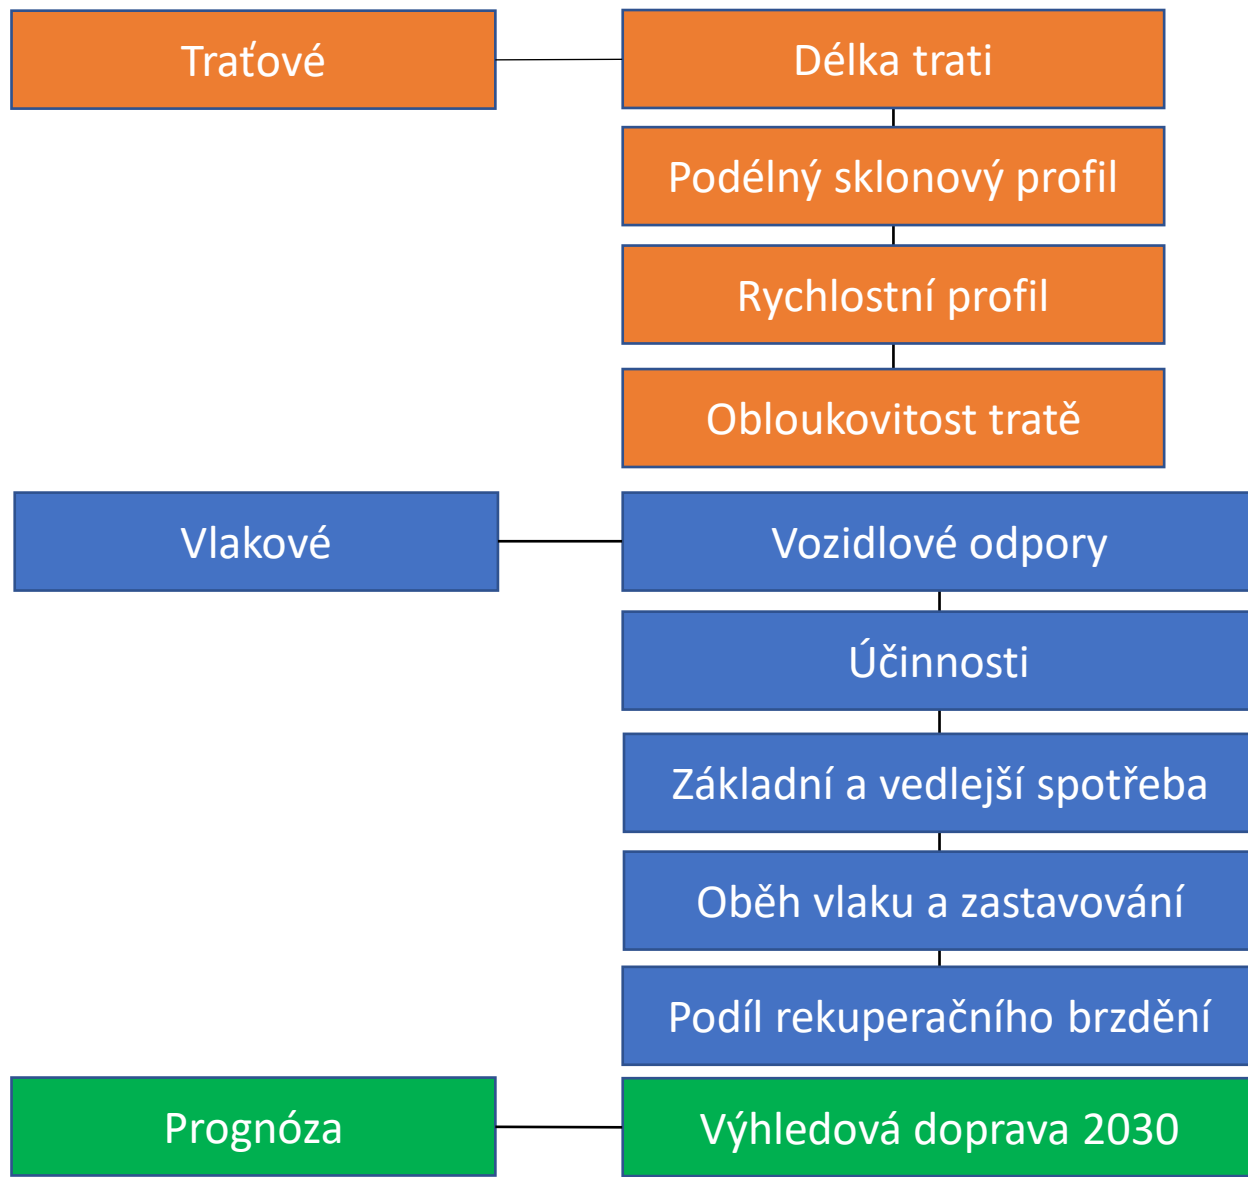 Traťové
Délka trati
Podélný sklonový profil
Rychlostní profil
Obloukovitost tratě
Vlakové
Vozidlové odpory
Účinnosti
Základní a vedlejší spotřeba
Oběh vlaku a zastavování
Podíl rekuperačního brzdění
Prognóza
Výhledová doprava 2030